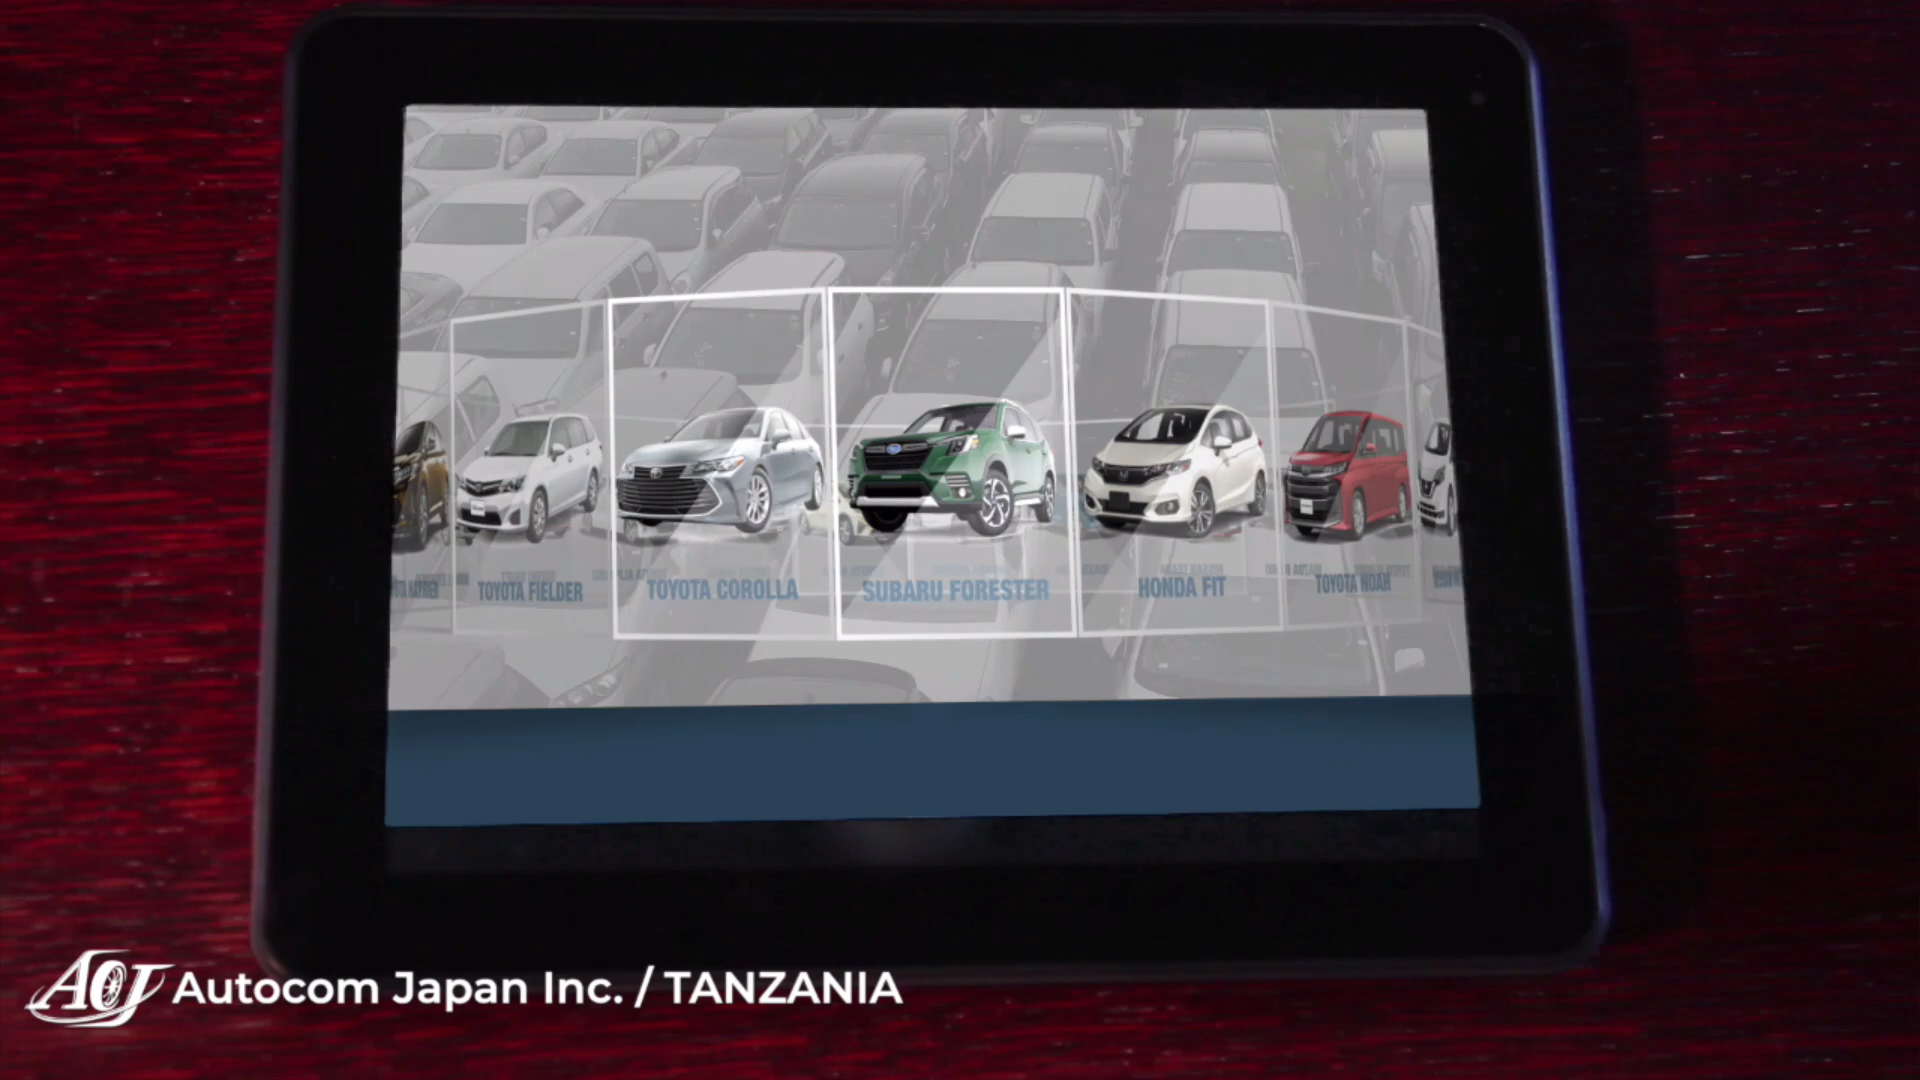 TOYOTA FIELDER
TOYOTA COROLLA
SUBARU FORESTER
HONDA FIT
TOYOTA NOAH
AOJ Autocom Japan Inc. / TANZANIA